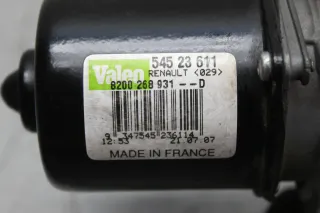 Valeo 545 23 611
RENAULT <029>
8200 268 931 --D
9 347545 236114
12:53 21.07.07
MADE IN FRANCE